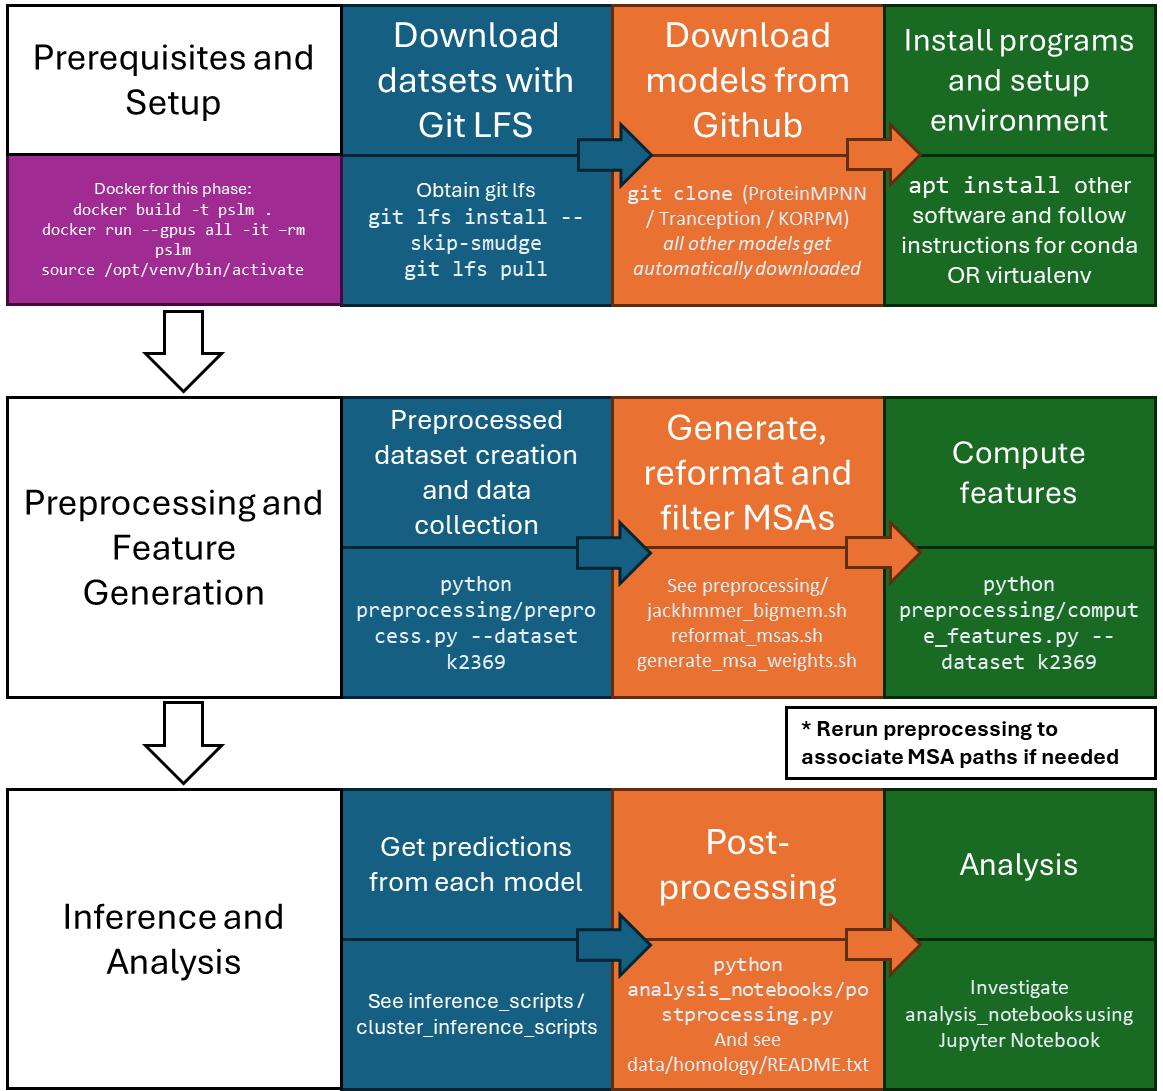 Prerequisites and
Setup
Docker for this phase:
docker build -t pslm .
docker run --gpus all -it –rm
pslm
source /opt/venv/bin/activate
Download
datsets with
Git LFS
Obtain git lfs
git lfs install --
skip-smudge
git lfs pull
Download
models from
Github
git clone (ProteinMPNN
/ Tranception / KORPM)
all other models get
automatically downloaded
Install programs
and setup
environment
apt install other
software and follow
instructions for conda
OR virtualenv
Preprocessing and
Feature
Generation
Preprocessed
dataset creation
and data
collection
python
preprocessing/prepro
cess.py --dataset
k2369
Generate,
reformat and
filter MSAs
See preprocessing/
jackhmmer_bigmem.sh
reformat_msas.sh
generate_msa_weights.sh
Compute
features
python
preprocessing/comput
e_features.py --
dataset k2369
* Rerun preprocessing to
associate MSA paths if needed
Inference and
Analysis
Get predictions
from each model
See inference_scripts /
cluster_inference_scripts
Post-
processing
python
analysis_notebooks/po
stprocessing.py
And see
data/homology/README.txt
Analysis
Investigate
analysis_notebooks using
Jupyter Notebook